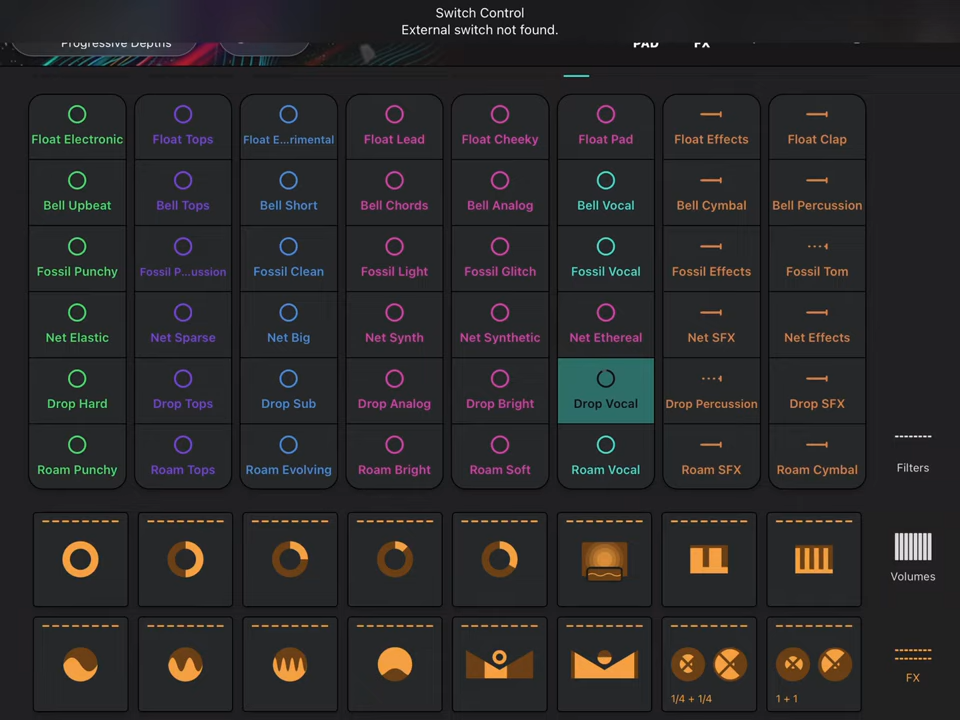 Switch Control
External switch not found.
Progressive Depths
PAD
FX
Float Electronic
Float Tops
Float E...rimental
Float Lead
Float Cheeky
Float Pad
Float Effects
Float Clap
Bell Upbeat
Bell Tops
Bell Short
Bell Chords
Bell Analog
Bell Vocal
Bell Cymbal
Bell Percussion
Fossil Punchy
Fossil P...ussion
Fossil Clean
Fossil Light
Fossil Glitch
Fossil Vocal
Fossil Effects
Fossil Tom
Net Elastic
Net Sparse
Net Big
Net Synth
Net Synthetic
Net Ethereal
Net SFX
Net Effects
Drop Hard
Drop Tops
Drop Sub
Drop Analog
Drop Bright
Drop Vocal
Drop Percussion
Drop SFX
Roam Punchy
Roam Tops
Roam Evolving
Roam Bright
Roam Soft
Roam Vocal
Roam SFX
Roam Cymbal
Filters
Volumes
FX
1/4 + 1/4
1 + 1